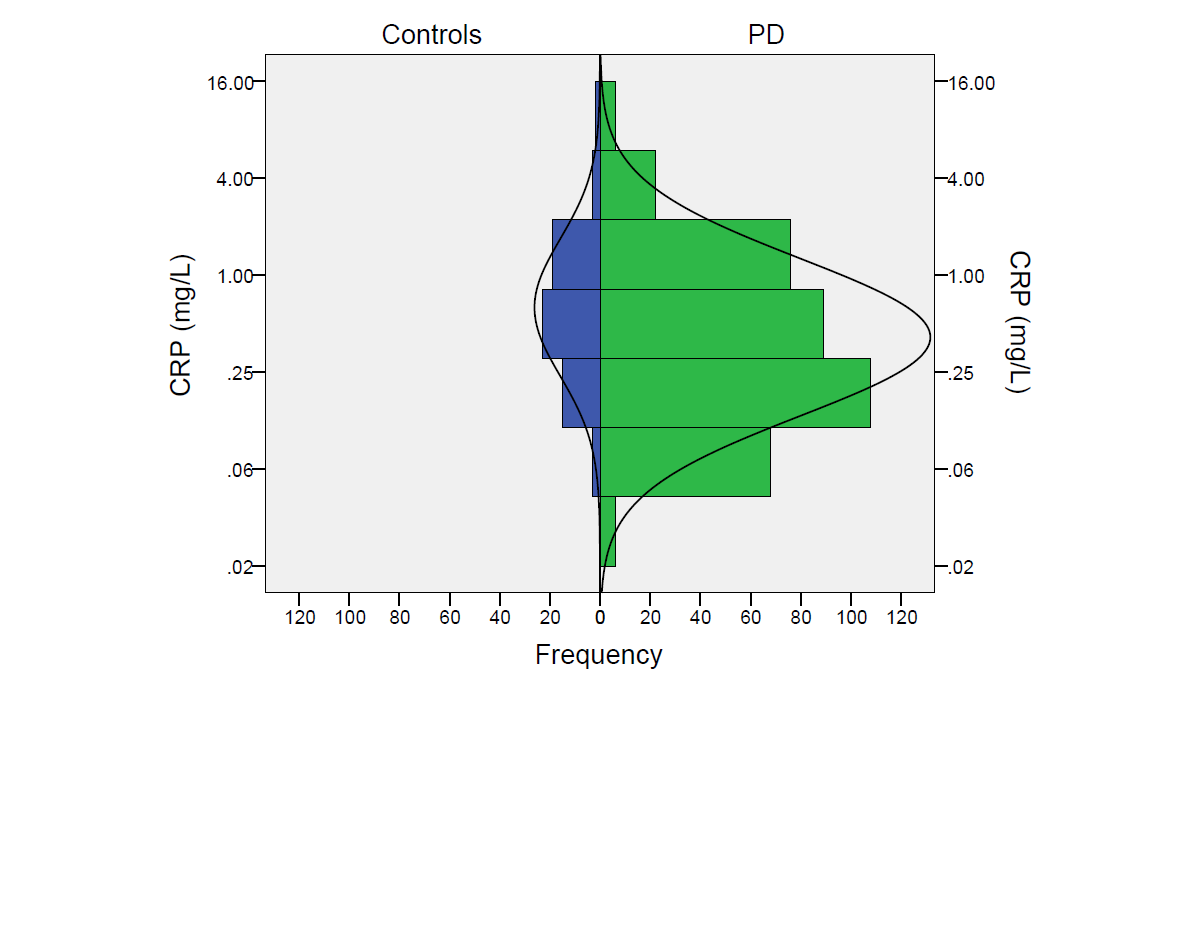 Controls PD
16.00 16.00
4.00 4.00
1.00 1.00
.25 .25
.06 .06
.02 .02
CRP (mg/L) CRP (mg/L)
120 100 80 60 40 20 0 20 40 60 80 100 120
Frequency